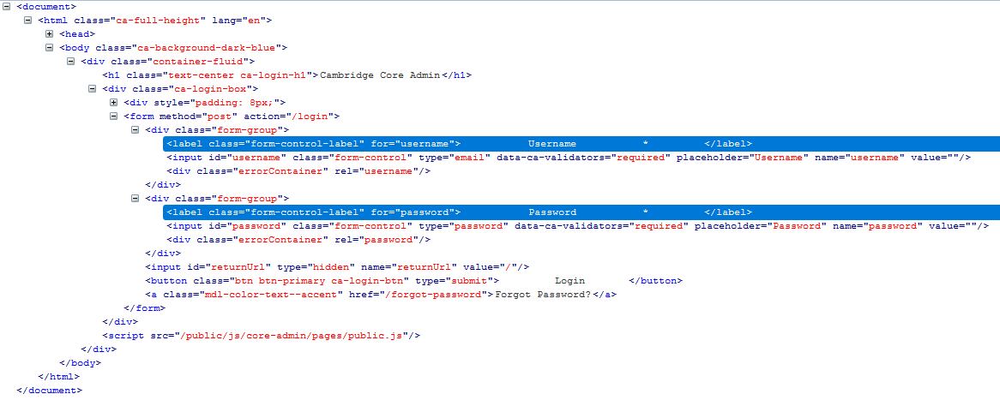 <document>
<html class="ca-full-height" lang="en">
<head>
<body class="ca-background-dark-blue">
<div class="container-fluid">
<h1 class="text-center ca-login-h1">Cambridge Core Admin</h1>
<div class="ca-login-box">
<div style="padding: 8px;">
<form method="post" action="/login">
<div class="form-group">
<label class="form-control-label" for="username"> Username * </label>
<input id="username" class="form-control" type="email" data-ca-validators="required" placeholder="Username" name="username" value=""/>
<div class="errorContainer" rel="username"/>
</div>
<div class="form-group">
<label class="form-control-label" for="password"> Password * </label>
<input id="password" class="form-control" type="password" data-ca-validators="required" placeholder="Password" name="password" value=""/>
<div class="errorContainer" rel="password"/>
</div>
<input id="returnUrl" type="hidden" name="returnUrl" value="/"/>
<button class="btn btn-primary ca-login-btn" type="submit"> Login </button>
<a class="mdl-color-text--accent" href="/forgot-password">Forgot Password?</a>
</form>
</div>
<script src="/public/js/core-admin/pages/public.js"/>
</div>
</body>
</html>
</document>